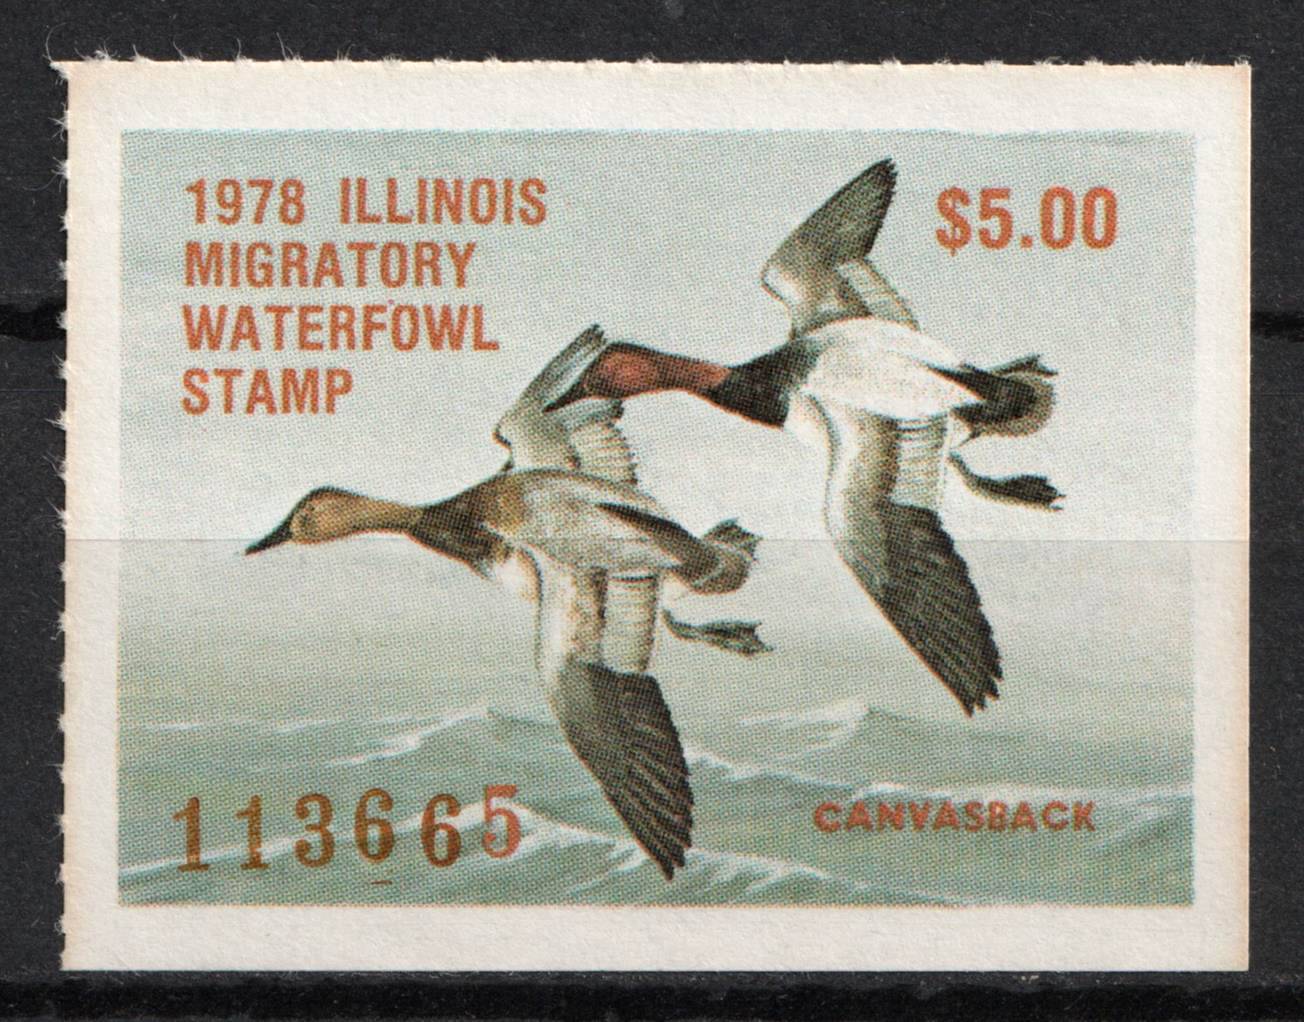 1978 ILLINOIS
MIGRATORY
WATERFOWL
STAMP
$5.00
113665
CANVASBACK